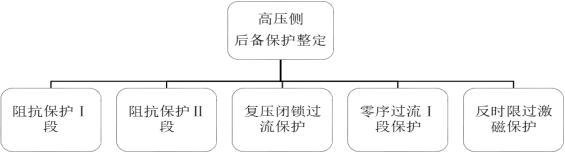 高压侧
后备保护整定
阻抗保护Ⅰ
段
阻抗保护Ⅱ
段
复压闭锁过
流保护
零序过流Ⅰ
段保护
反时限过激
磁保护